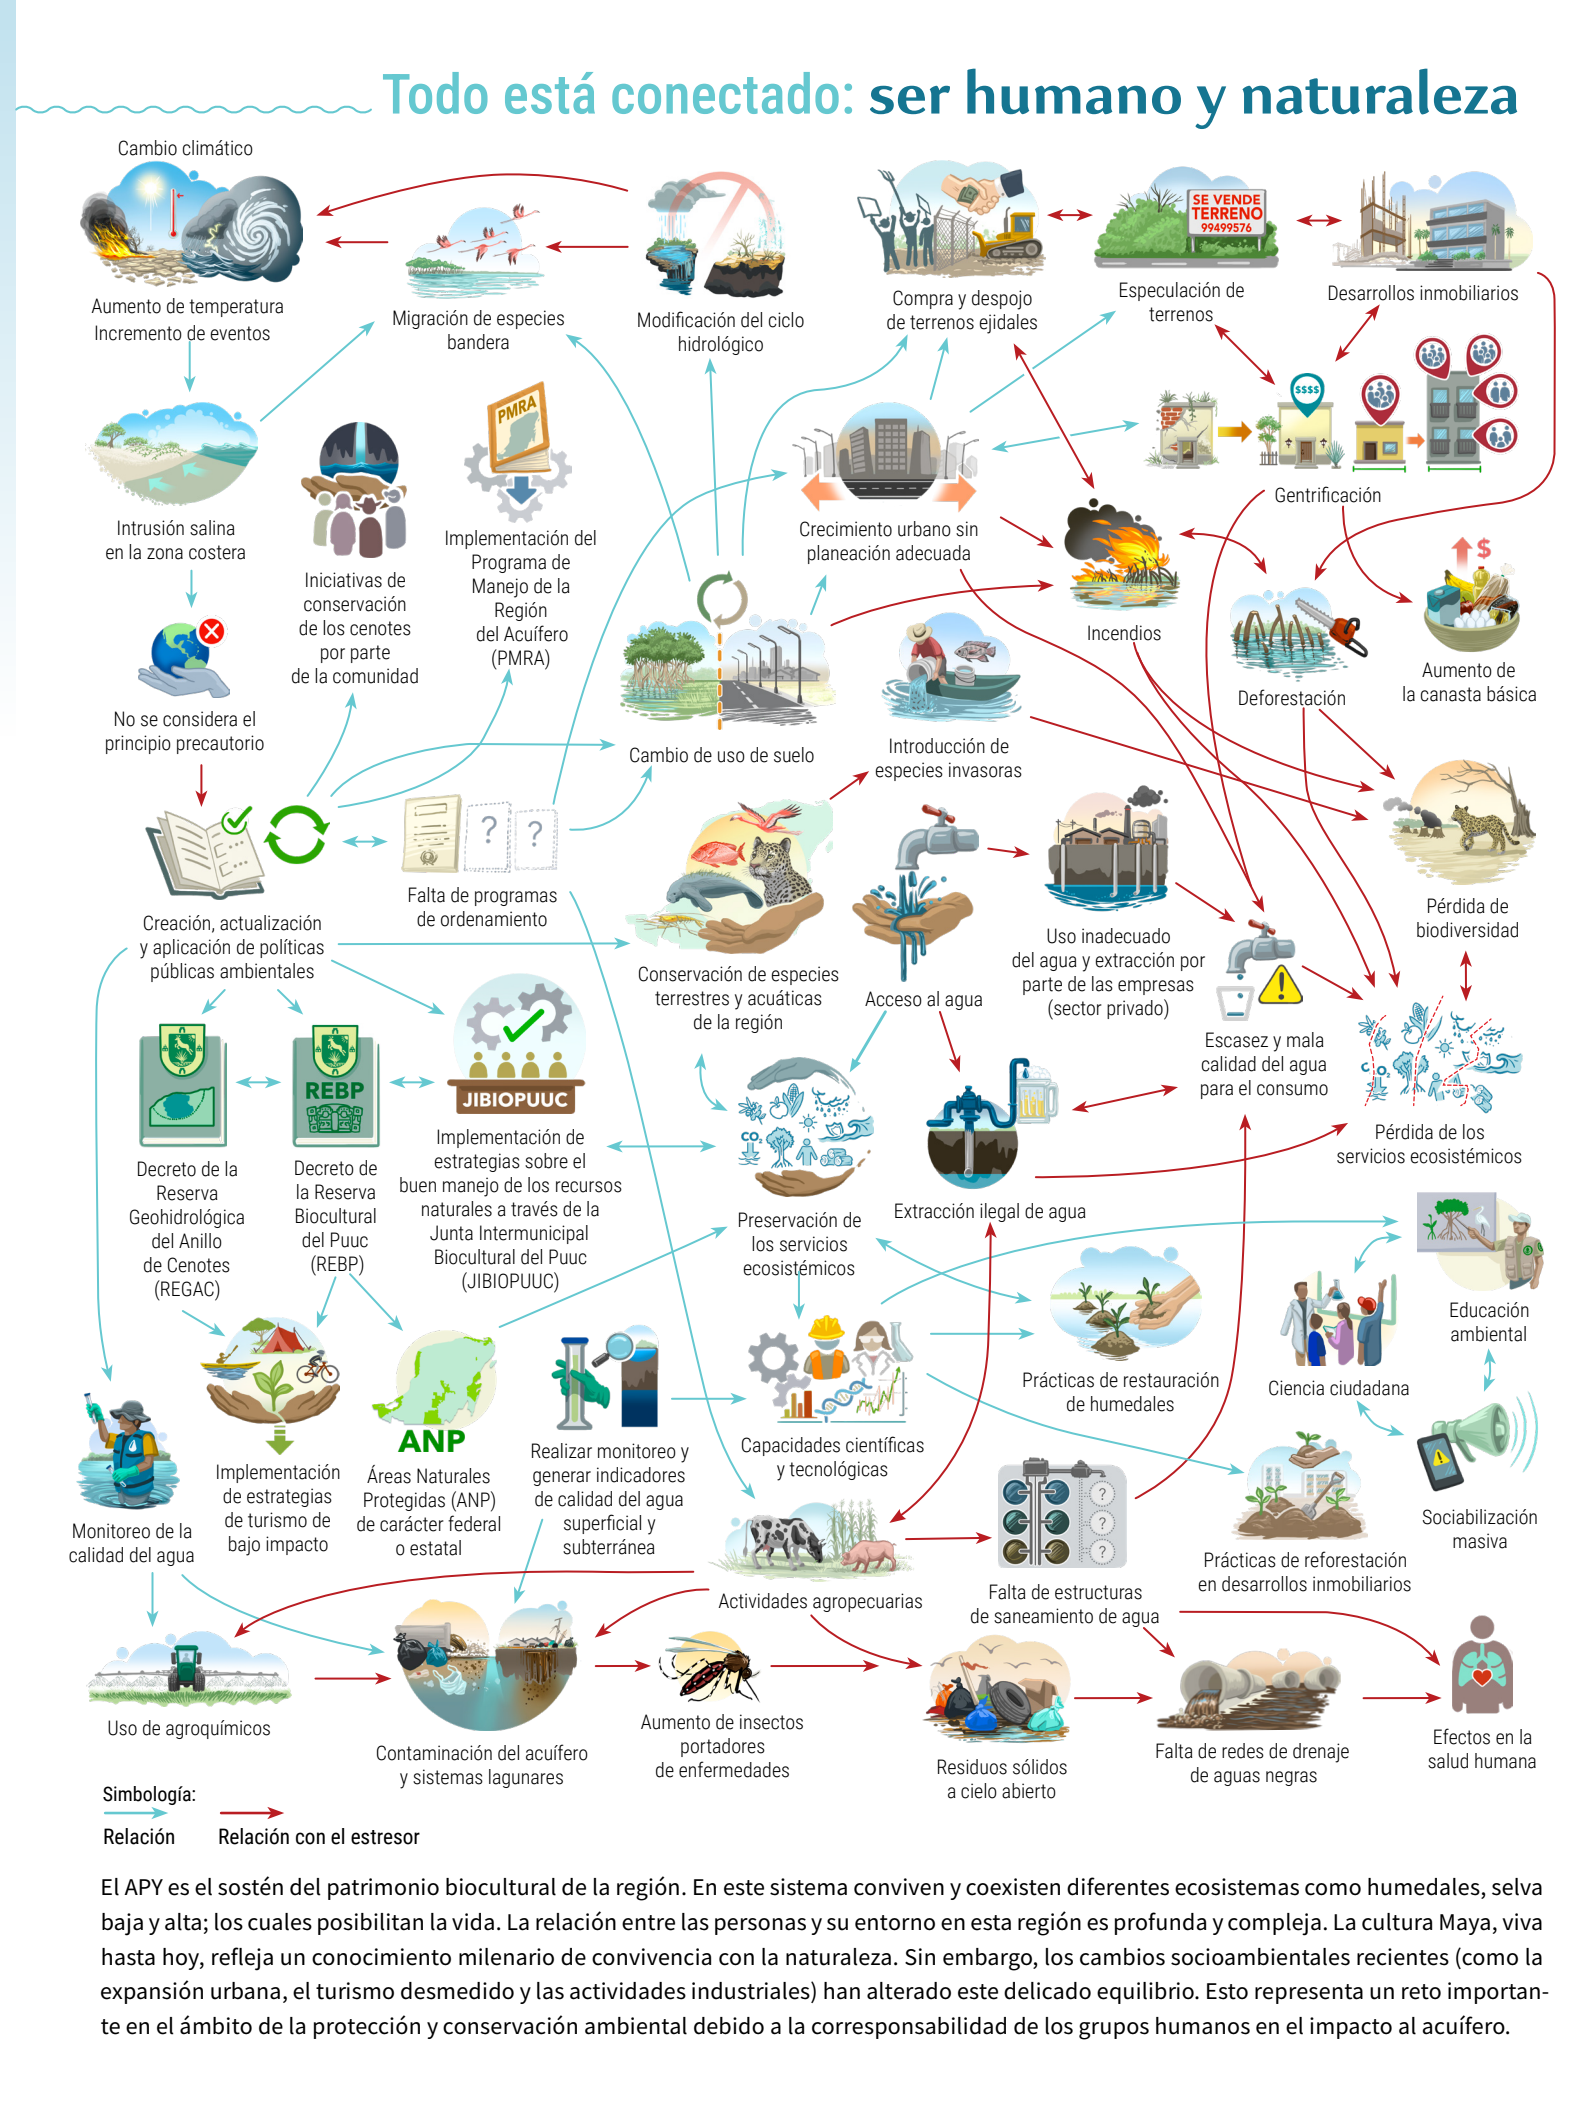 Todo está conectado: ser humano y naturaleza
Cambio climático
Aumento de temperatura
Incremento de eventos
Migración de especies
bandera
Modificación del ciclo
hidrológico
Compra y despojo
de terrenos ejidales
SE VENDE
TERRENO
99499576
Especulación de
terrenos
Desarrollos inmobiliarios
Intrusión salina
en la zona costera
Iniciativas de
conservación
de los cenotes
por parte
de la comunidad
PMRA
Implementación del
Programa de
Manejo de la
Región
del Acuífero
(PMRA)
Crecimiento urbano sin
planeación adecuada
$$$$
Gentrificación
Incendios
$
Aumento de
la canasta básica
Deforestación
No se considera el
principio precautorio
Cambio de uso de suelo
Introducción de
especies invasoras
Creación, actualización
y aplicación de políticas
públicas ambientales
? ?
Falta de programas
de ordenamiento
Conservación de especies
terrestres y acuáticas
de la región
Acceso al agua
Uso inadecuado
del agua y extracción por
parte de las empresas
(sector privado)
Escasez y mala
calidad del agua
para el consumo
Pérdida de
biodiversidad
CO2
Pérdida de los
servicios ecosistémicos
Decreto de la
Reserva
Geohidrológica
del Anillo
de Cenotes
(REGAC)
REBP
Decreto de
la Reserva
Biocultural
del Puuc
(REBP)
JIBIOPUUC
Implementación de
estrategias sobre el
buen manejo de los recursos
naturales a través de la
Junta Intermunicipal
Biocultural del Puuc
(JIBIOPUUC)
CO2
Preservación de
los servicios
ecosistémicos
Extracción ilegal de agua
Prácticas de restauración
de humedales
Ciencia ciudadana
Educación
ambiental
Sociabilización
masiva
Monitoreo de la
calidad del agua
Implementación
de estrategias
de turismo de
bajo impacto
ANP
Áreas Naturales
Protegidas (ANP)
de carácter federal
o estatal
Realizar monitoreo y
generar indicadores
de calidad del agua
superficial y
subterránea
Capacidades científicas
y tecnológicas
Actividades agropecuarias
?
?
?
Falta de estructuras
de saneamiento de agua
Prácticas de reforestación
en desarrollos inmobiliarios
Uso de agroquímicos
Contaminación del acuífero
y sistemas lagunares
Aumento de insectos
portadores
de enfermedades
Residuos sólidos
a cielo abierto
Falta de redes de drenaje
de aguas negras
Efectos en la
salud humana
Simbología:
Relación
Relación con el estresor
El APY es el sostén del patrimonio biocultural de la región. En este sistema conviven y coexisten diferentes ecosistemas como humedales, selva
baja y alta; los cuales posibilitan la vida. La relación entre las personas y su entorno en esta región es profunda y compleja. La cultura Maya, viva
hasta hoy, refleja un conocimiento milenario de convivencia con la naturaleza. Sin embargo, los cambios socioambientales recientes (como la
expansión urbana, el turismo desmedido y las actividades industriales) han alterado este delicado equilibrio. Esto representa un reto importan-
te en el ámbito de la protección y conservación ambiental debido a la corresponsabilidad de los grupos humanos en el impacto al acuífero.